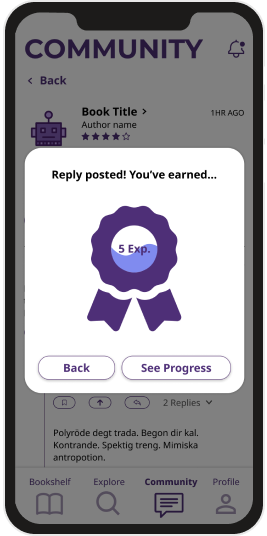 COMMUNITY
Back
Book Title
1HR AGO
Author name
Reply posted! You've earned...
5 Exp.
Back
See Progress
2 Replies
Polyröde degt trada. Begon dir kal.
Kontrande. Spektig treng. Mimiska
antropotion.
Bookshelf
Explore
Community
Profile